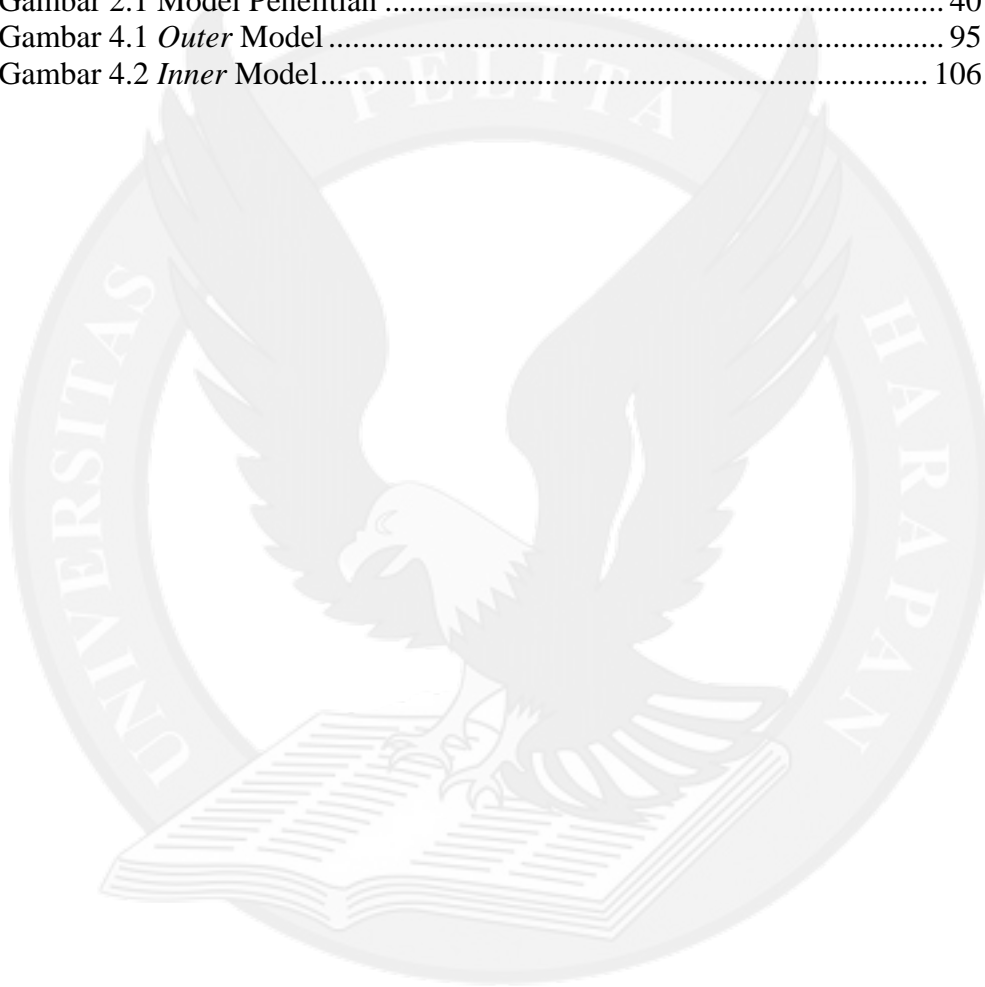 Gambar 2.1 Model Penelitian ..................................................................... 40
Gambar 4.1 Outer Model ............................................................................ 95
Gambar 4.2 Inner Model ........................................................................... 106
UNIVERSITAS PELITA HARAPAN